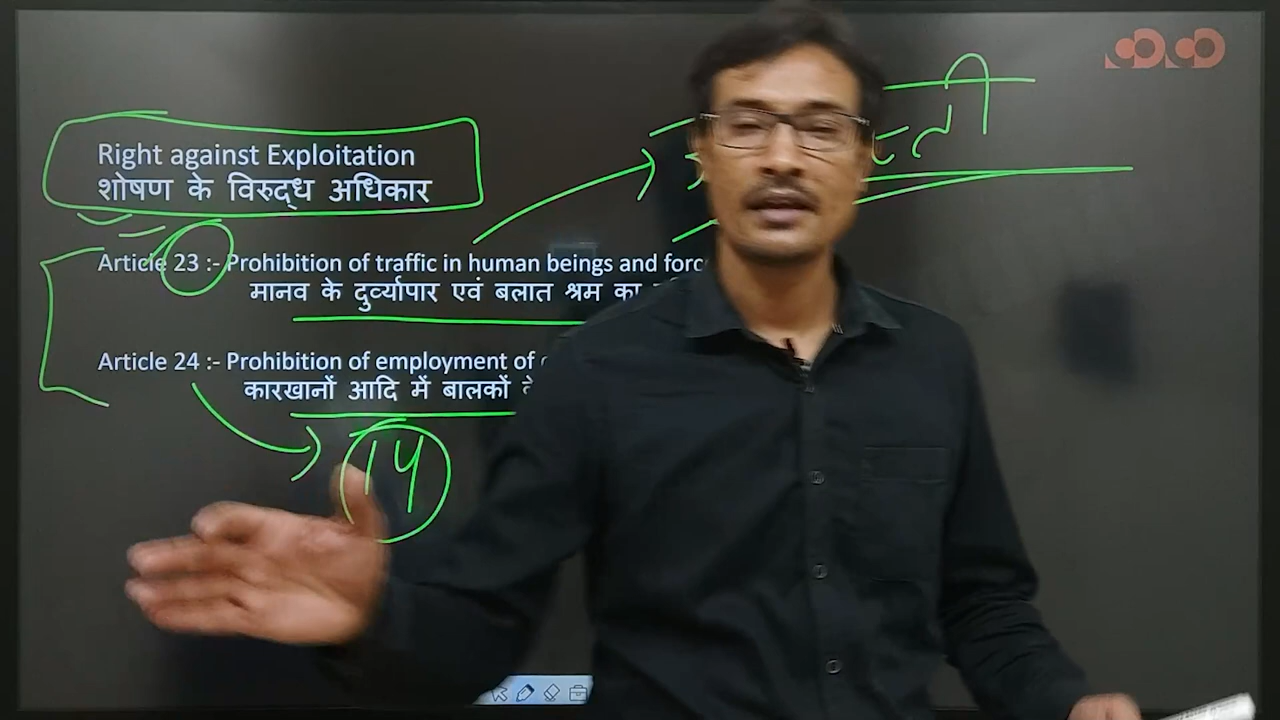 Right against Exploitation
शोषण के विरुद्ध अधिकार
Article 23 :- Prohibition of traffic in human beings and
मानव के दुर्व्यापार एवं बलात श्रम का
Article 24 :- Prohibition of employment of
कारखानों आदि में बालकों
14